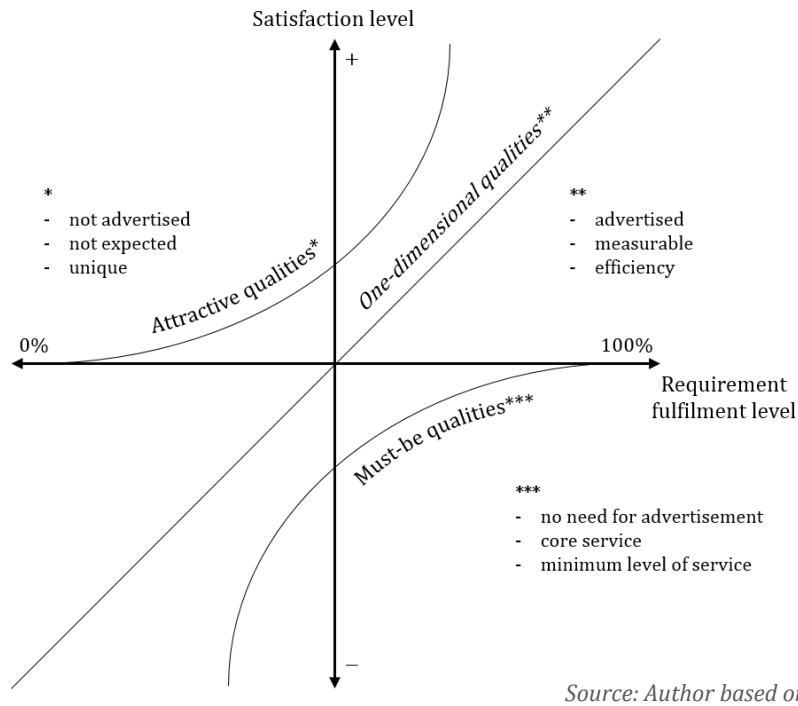 Satisfaction level
+
One-dimensional qualities**
*
- not advertised
- not expected
- unique
**
- advertised
- measurable
- efficiency
Attractive qualities*
0%
100%
Requirement
fulfilment level
Must-be qualities***
***
- no need for advertisement
- core service
- minimum level of service
–
Source: Author based